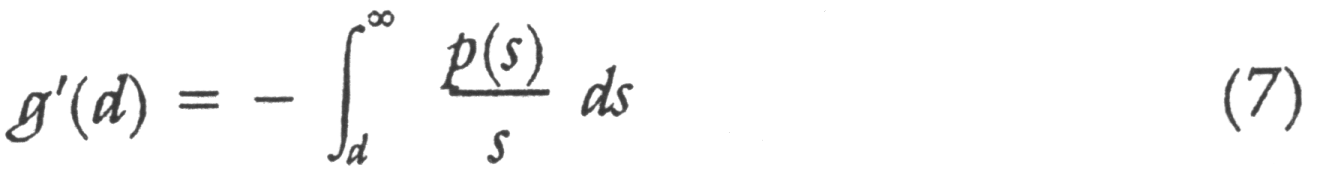 g'(d) = - ∫_d^∞ p(s)/s ds (7)